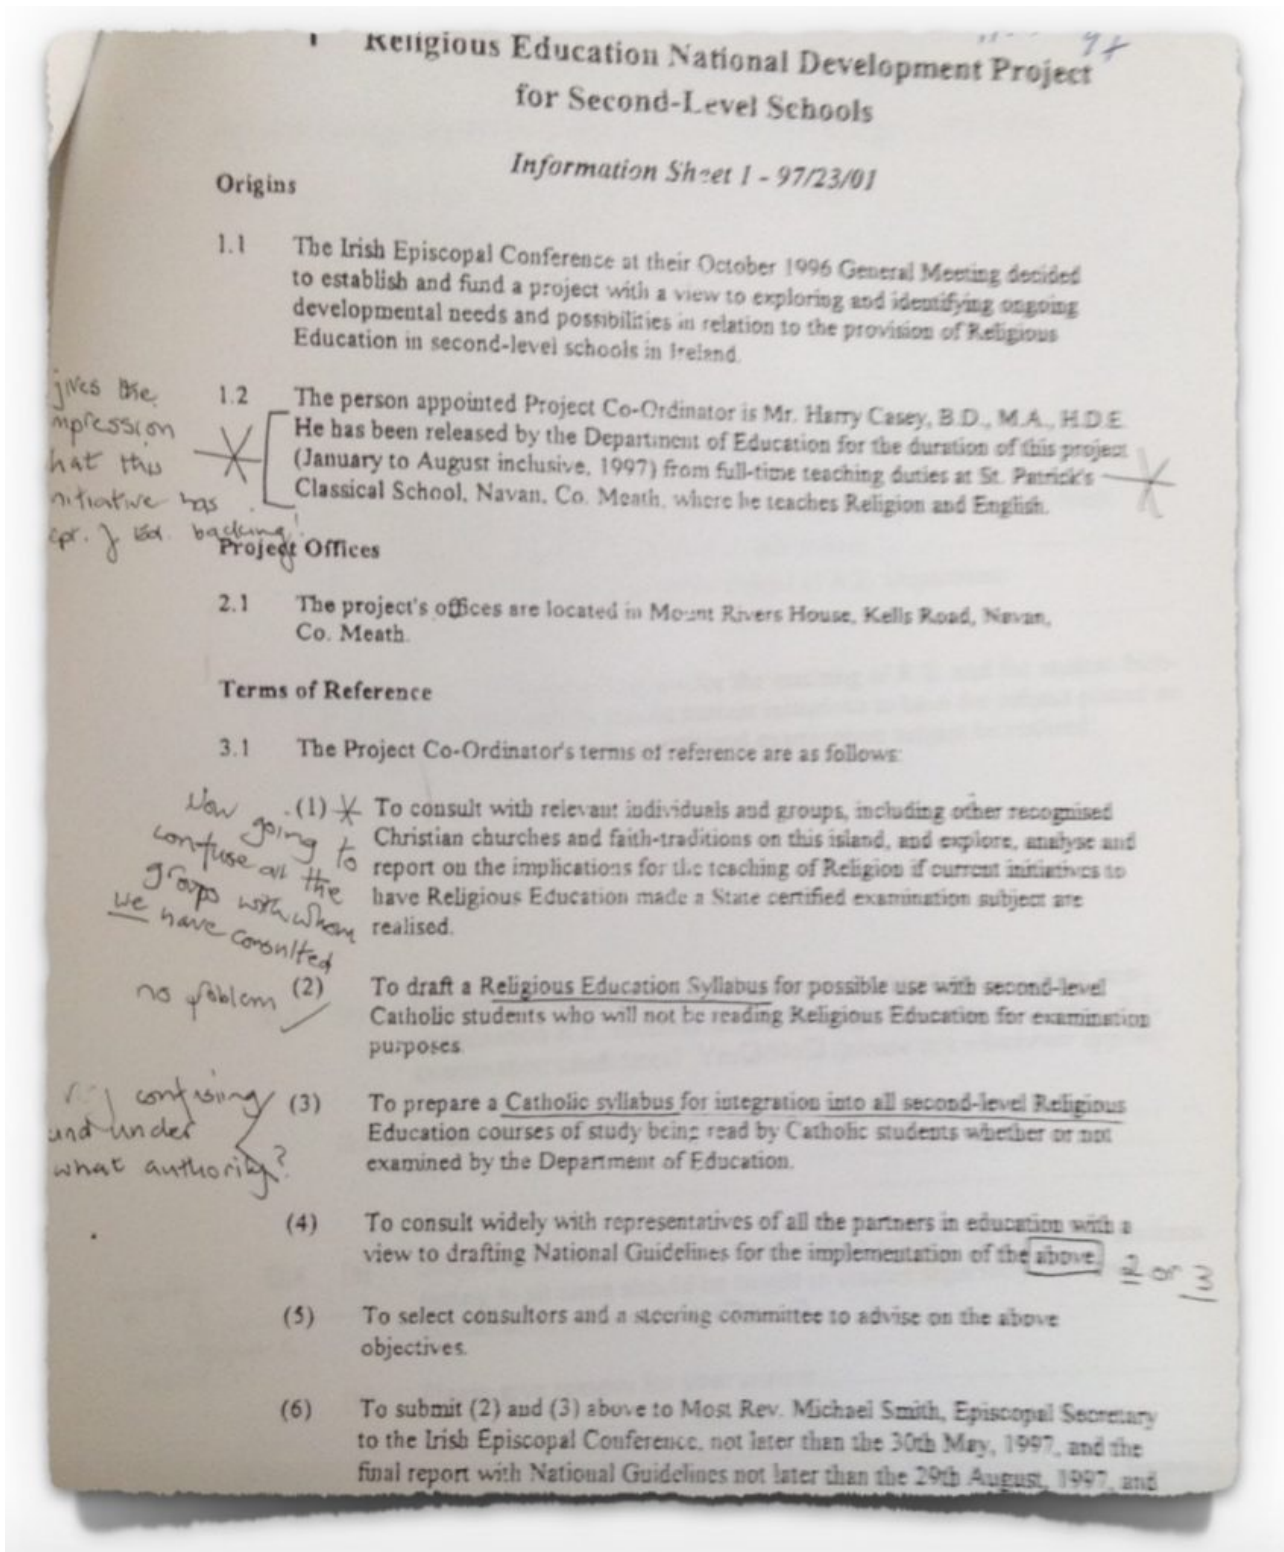 Religious Education National Development Project
for Second-Level Schools
Information Sheet 1 - 97/23/01
Origins
1.1 The Irish Episcopal Conference at their October 1996 General Meeting decided
to establish and fund a project with a view to exploring and identifying ongoing
developmental needs and possibilities in relation to the provision of Religious
Education in second-level schools in Ireland.
gives the
mpression
hat this
nitiative has
ept. of Ed. backing!
1.2 The person appointed Project Co-Ordinator is Mr. Harry Casey, B.D., M.A., H.D.E.
He has been released by the Department of Education for the duration of this project
(January to August inclusive, 1997) from full-time teaching duties at St. Patrick's
Classical School, Navan, Co. Meath, where he teaches Religion and English.
Project Offices
2.1 The project's offices are located in Mount Rivers House, Kells Road, Navan,
Co. Meath.
Terms of Reference
3.1 The Project Co-Ordinator's terms of reference are as follows:
Now going to
confuse all the
groups with whom
we have consulted
(1) To consult with relevant individuals and groups, including other recognised
Christian churches and faith-traditions on this island, and explore, analyse and
report on the implications for the teaching of Religion if current initiatives to
have Religious Education made a State certified examination subject are
realised.
no problem
(2) To draft a Religious Education Syllabus for possible use with second-level
Catholic students who will not be reading Religious Education for examination
purposes.
confusing
and under
what authority?
(3) To prepare a Catholic syllabus for integration into all second-level Religious
Education courses of study being read by Catholic students whether or not
examined by the Department of Education.
(4) To consult widely with representatives of all the partners in education with a
view to drafting National Guidelines for the implementation of the above. 2 or 3
(5) To select consultors and a steering committee to advise on the above
objectives.
(6) To submit (2) and (3) above to Most Rev. Michael Smith, Episcopal Secretary
to the Irish Episcopal Conference, not later than the 30th May, 1997, and the
final report with National Guidelines not later than the 29th August, 1997, and